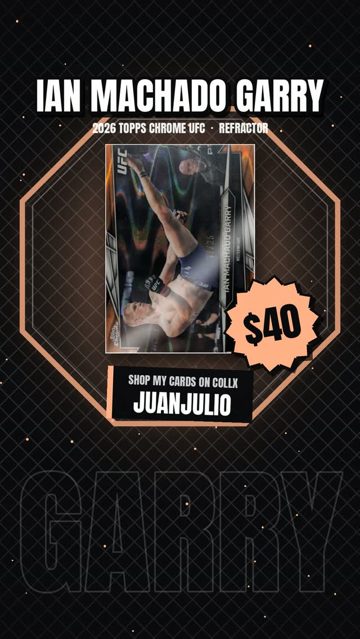 IAN MACHADO GARRY
2026 TOPPS CHROME UFC · REFRACTOR
UFC
IAN MACHADO GARRY
$40
SHOP MY CARDS ON COLLX
JUANJULIO
GARRY